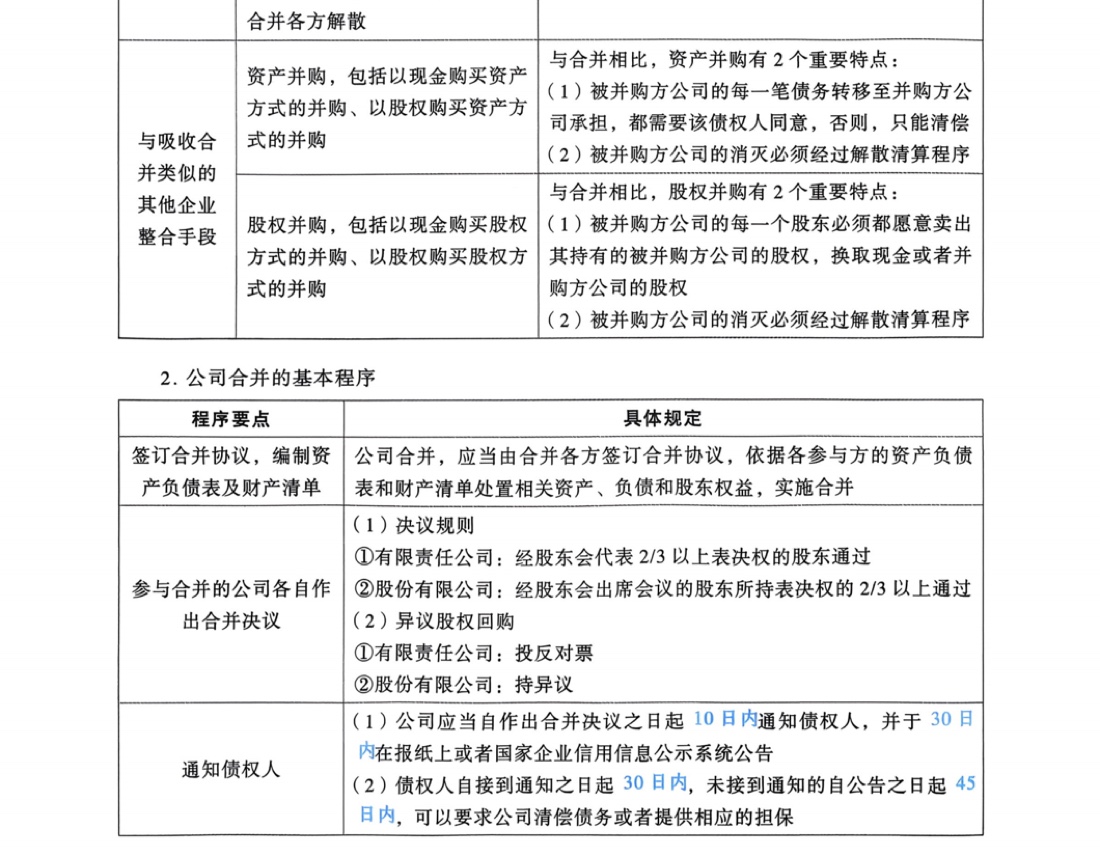 合并各方解散
与吸收合
并类似的
其他企业
整合手段
资产并购，包括以现金购买资产
方式的并购、以股权购买资产方
式的并购
与合并相比，资产并购有 2 个重要特点：
（1）被并购方公司的每一笔债务转移至并购方公
司承担，都需要该债权人同意，否则，只能清偿
（2）被并购方公司的消灭必须经过解散清算程序
股权并购，包括以现金购买股权
方式的并购、以股权购买股权方
式的并购
与合并相比，股权并购有 2 个重要特点：
（1）被并购方公司的每一个股东必须都愿意卖出
其持有的被并购方公司的股权，换取现金或者并
购方公司的股权
（2）被并购方公司的消灭必须经过解散清算程序
2. 公司合并的基本程序
程序要点
具体规定
签订合并协议，编制资
产负债表及财产清单
公司合并，应当由合并各方签订合并协议，依据各参与方的资产负债
表和财产清单处置相关资产、负债和股东权益，实施合并
参与合并的公司各自作
出合并决议
（1）决议规则
①有限责任公司：经股东会代表 2/3 以上表决权的股东通过
②股份有限公司：经股东会出席会议的股东所持表决权的 2/3 以上通过
（2）异议股权回购
①有限责任公司：投反对票
②股份有限公司：持异议
通知债权人
（1）公司应当自作出合并决议之日起 10 日内通知债权人，并于 30 日
内在报纸上或者国家企业信用信息公示系统公告
（2）债权人自接到通知之日起 30 日内，未接到通知的自公告之日起 45
日内，可以要求公司清偿债务或者提供相应的担保